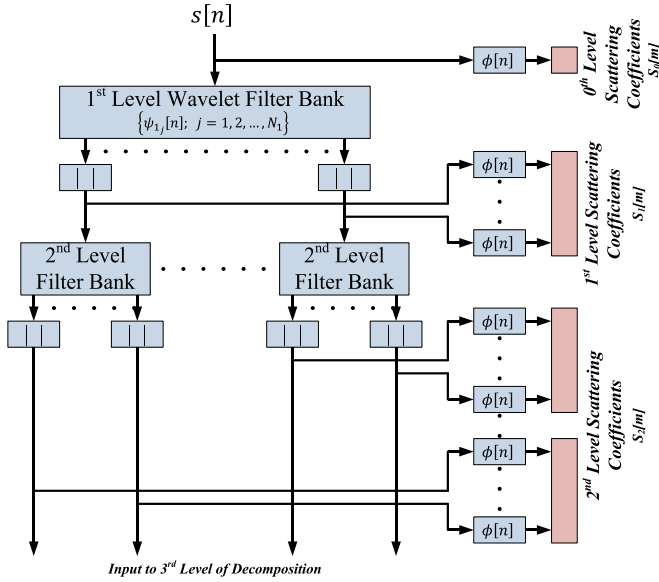 s[n]
ϕ[n]
0th Level
Scattering
Coefficients
S0[m]
1st Level Wavelet Filter Bank
{ψ1j[n]; j = 1, 2, …, N1}
| |
| |
ϕ[n]
ϕ[n]
1st Level Scattering
Coefficients
S1[m]
2nd Level
Filter Bank
2nd Level
Filter Bank
| |
| |
| |
| |
ϕ[n]
ϕ[n]
ϕ[n]
ϕ[n]
2nd Level Scattering
Coefficients
S2[m]
Input to 3rd Level of Decomposition